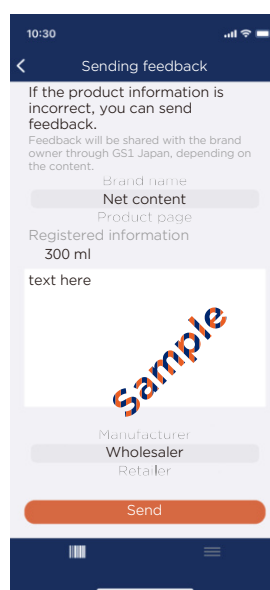 10:30
Sending feedback
If the product information is
incorrect, you can send
feedback.
Feedback will be shared with the brand
owner through GS1 Japan, depending on
the content.
Brand name
Net content
Product page
Registered information
300 ml
text here
Sample
Manufacturer
Wholesaler
Retailer
Send